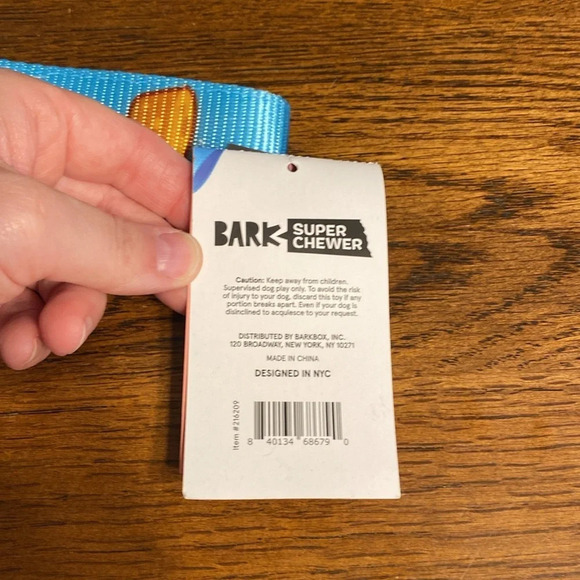 BARK SUPER CHEWER
Caution: Keep away from children.
Supervised dog play only. To avoid the risk
of injury to your dog, discard this toy if any
portion breaks apart. Even if your dog is
disinclined to acquiesce to your request.
DISTRIBUTED BY BARKBOX, INC.
120 BROADWAY, NEW YORK, NY 10271
MADE IN CHINA
DESIGNED IN NYC
Item #216209
8 40134 68679 0